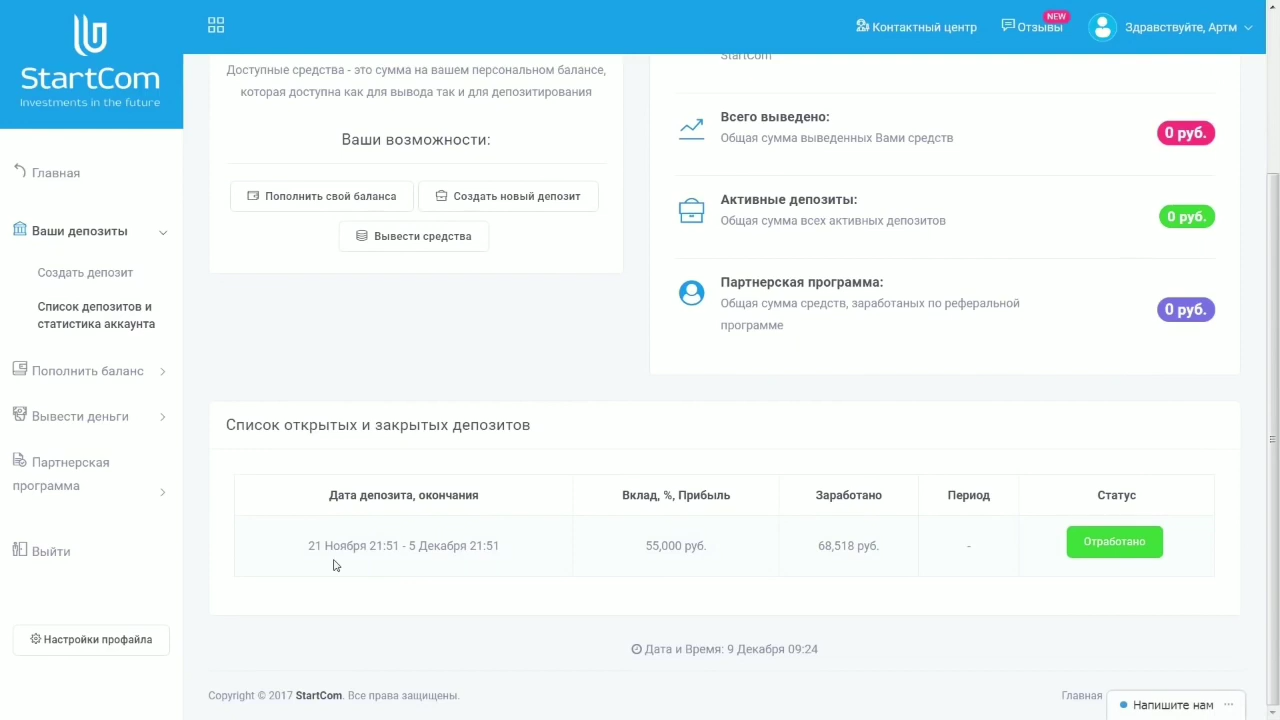 StartCom
Investments in the future
Контактный центр
Отзывы
NEW
Здравствуйте, Артм
Главная
Ваши депозиты
Создать депозит
Список депозитов и
статистика аккаунта
Пополнить баланс
Вывести деньги
Партнерская
программа
Выйти
Настройки профайла
Доступные средства - это сумма на вашем персональном балансе,
которая доступна как для вывода так и для депозитирования
Ваши возможности:
Пополнить свой баланса
Создать новый депозит
Вывести средства
StartCom
Всего выведено:
Общая сумма выведенных Вами средств
0 руб.
Активные депозиты:
Общая сумма всех активных депозитов
0 руб.
Партнерская программа:
Общая сумма средств, заработаных по реферальной
программе
0 руб.
Список открытых и закрытых депозитов
Дата депозита, окончания Вклад, %, Прибыль Заработано Период Статус
21 Ноября 21:51 - 5 Декабря 21:51 55,000 руб. 68,518 руб. - Отработано
Дата и Время: 9 Декабря 09:24
Copyright © 2017 StartCom. Все права защищены.
Главная
Напишите нам